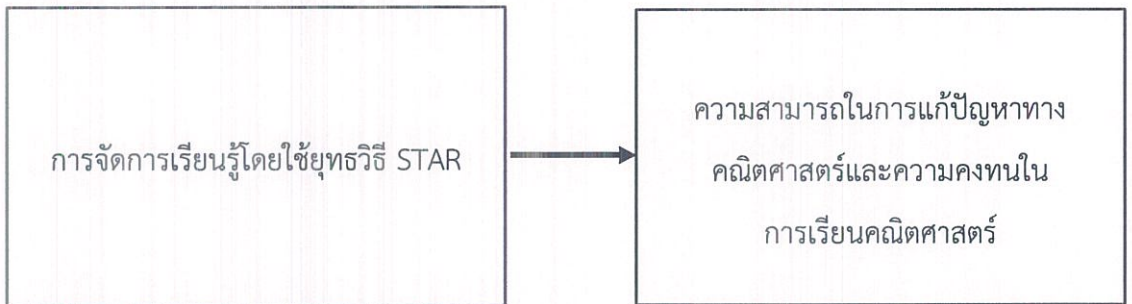 การจัดการเรียนรู้โดยใช้ยุทธวิธี STAR
ความสามารถในการแก้ปัญหาทาง
คณิตศาสตร์และความคงทนใน
การเรียนคณิตศาสตร์